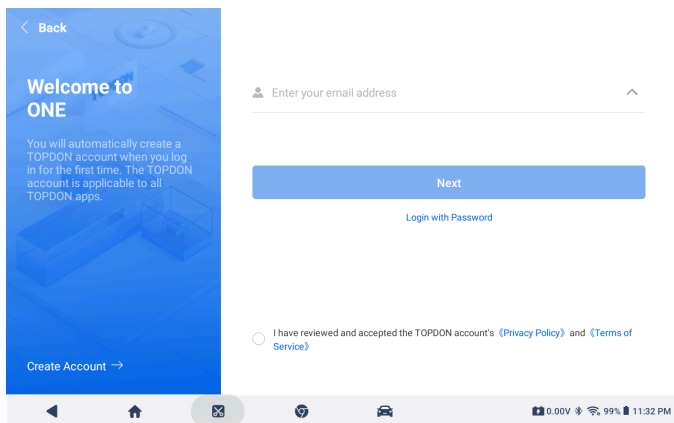 Back
Welcome to
ONE
You will automatically create a
TOPDON account when you log
in for the first time. The TOPDON
account is applicable to all
TOPDON apps.
Create Account →
Enter your email address
Next
Login with Password
I have reviewed and accepted the TOPDON account's 《Privacy Policy》 and 《Terms of
Service》
0.00V 99% 11:32 PM